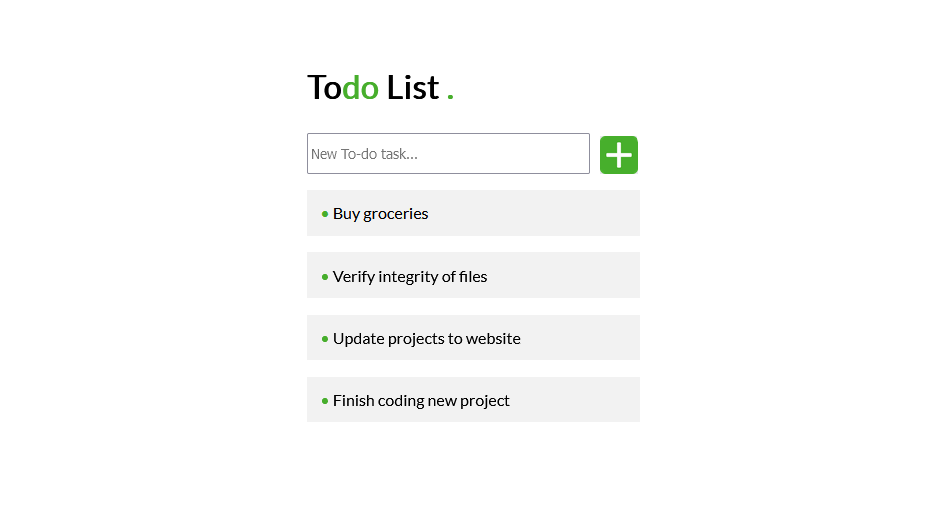 Todo List .
New To-do task...
• Buy groceries
• Verify integrity of files
• Update projects to website
• Finish coding new project